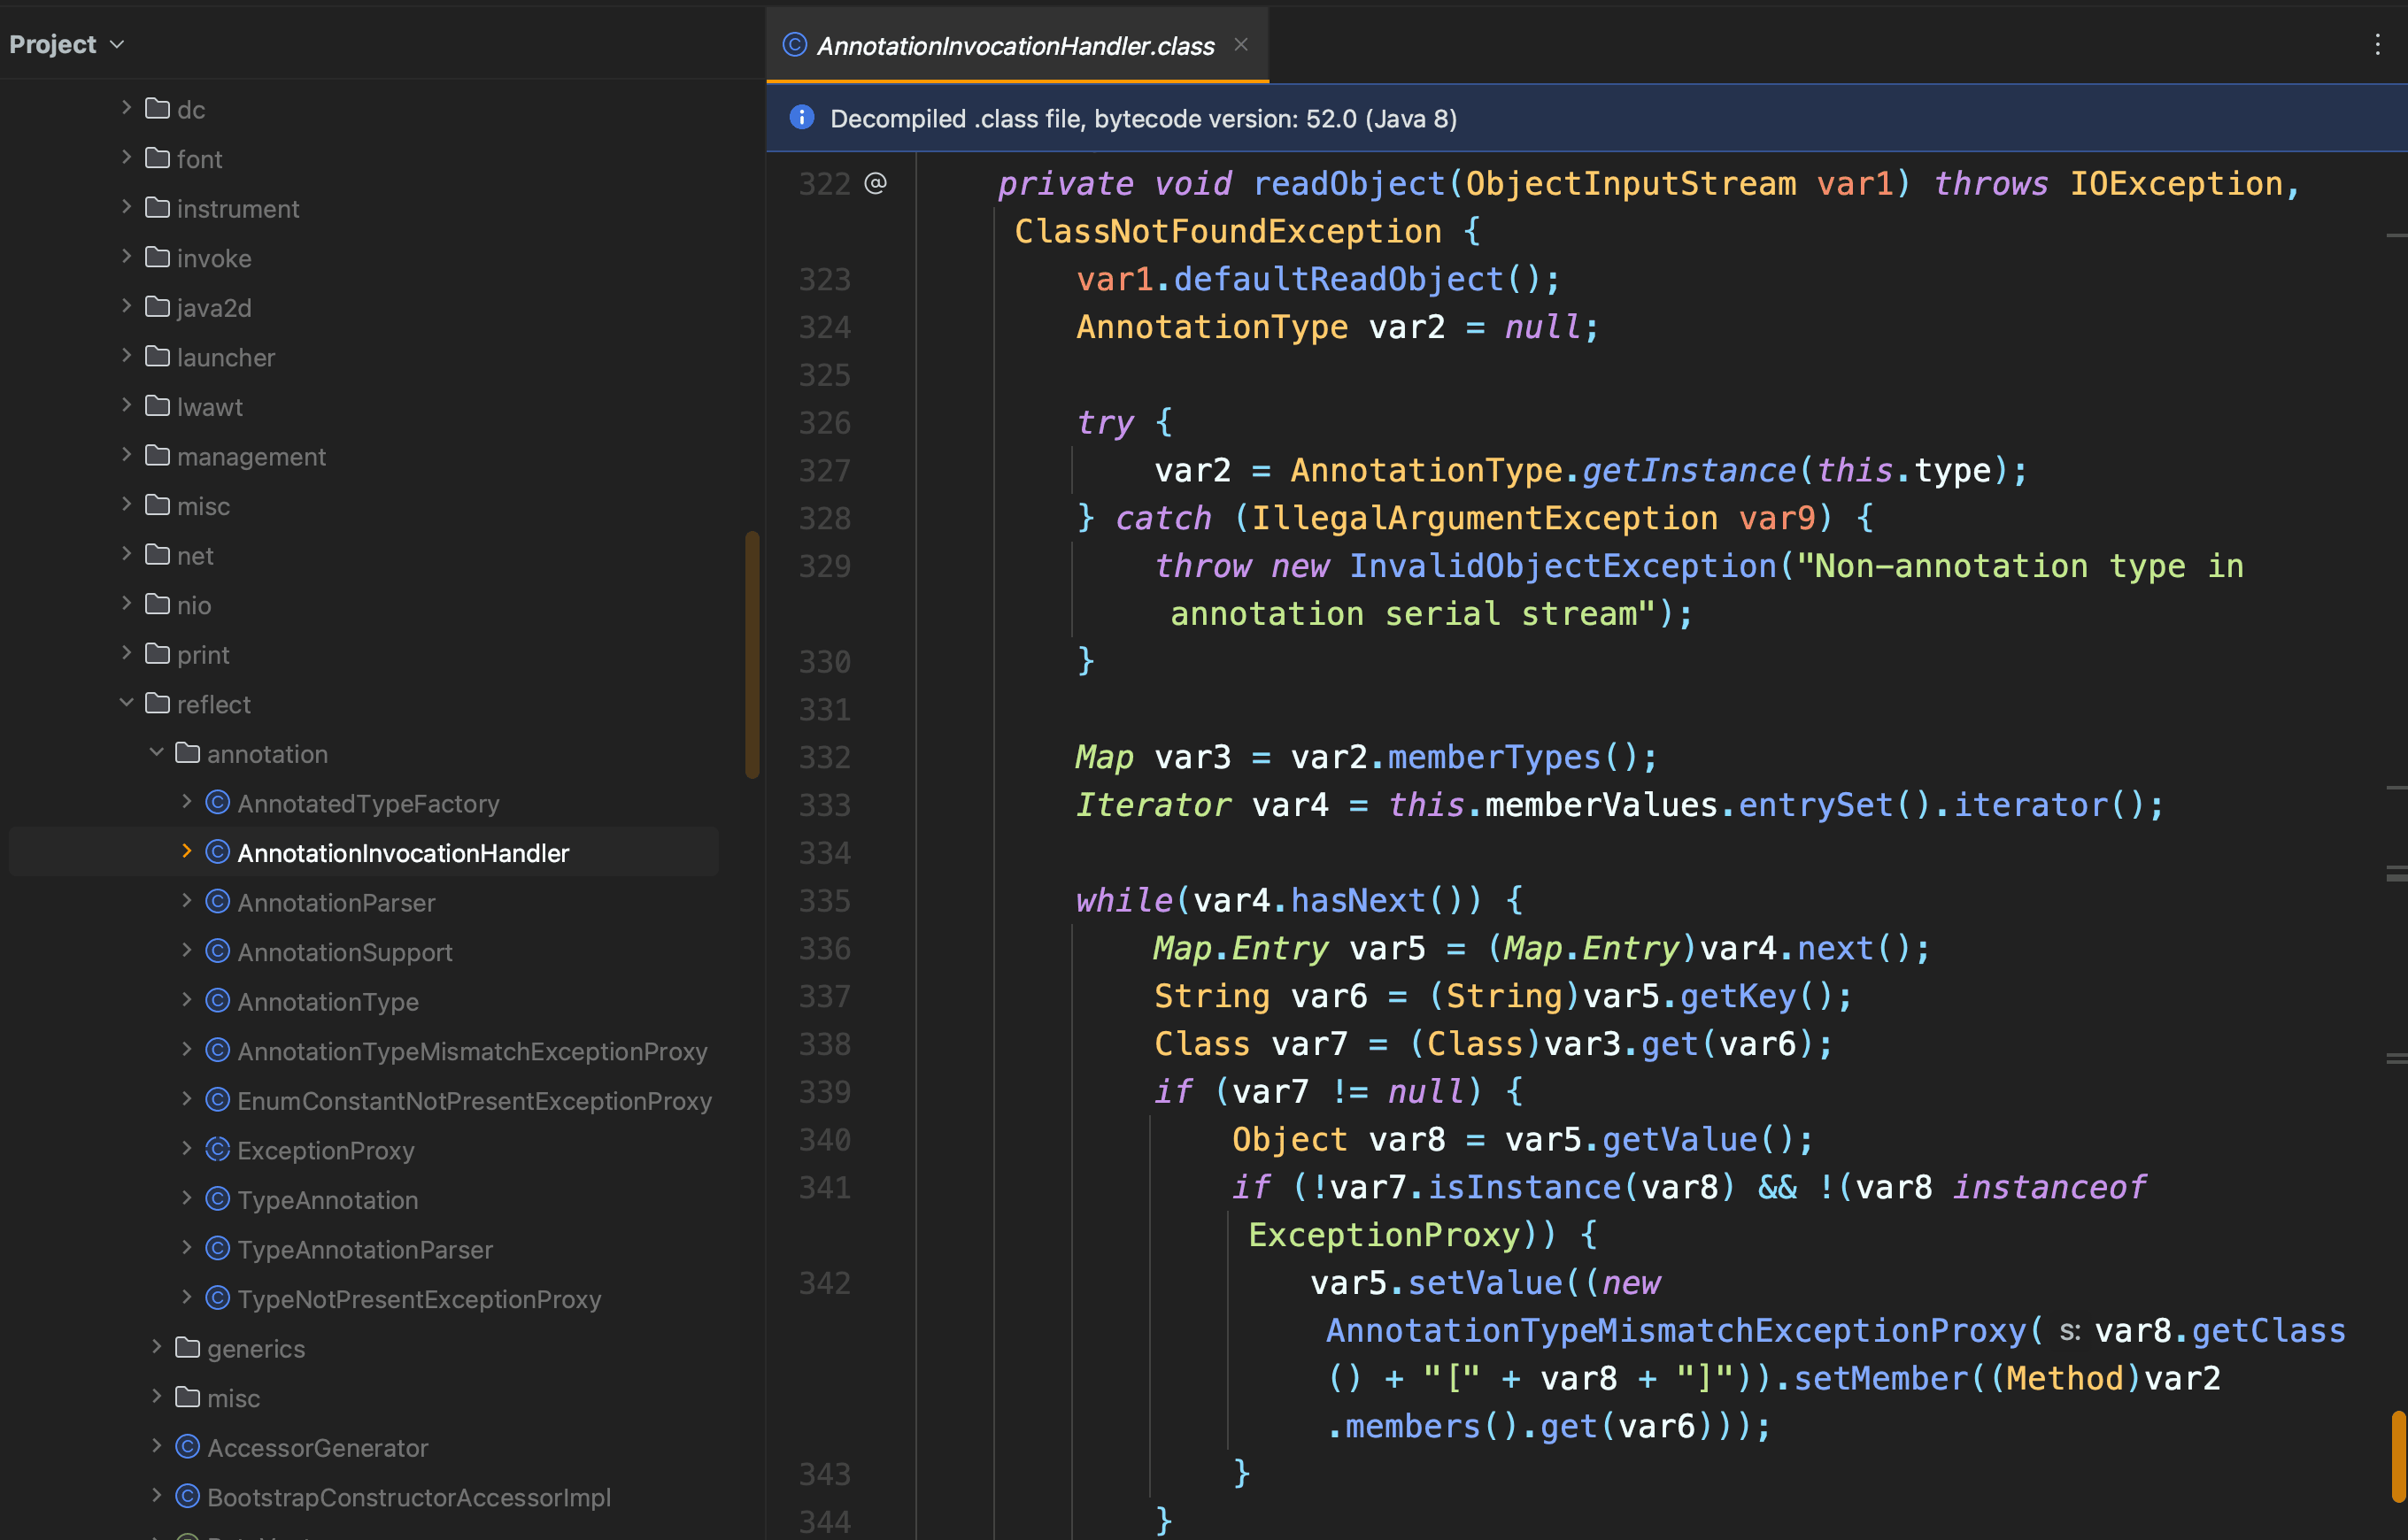 Project
dc
font
instrument
invoke
java2d
launcher
lwawt
management
misc
net
nio
print
reflect
annotation
AnnotatedTypeFactory
AnnotationInvocationHandler
AnnotationParser
AnnotationSupport
AnnotationType
AnnotationTypeMismatchExceptionProxy
EnumConstantNotPresentExceptionProxy
ExceptionProxy
TypeAnnotation
TypeAnnotationParser
TypeNotPresentExceptionProxy
generics
misc
AccessorGenerator
BootstrapConstructorAccessorImpl
AnnotationInvocationHandler.class
Decompiled .class file, bytecode version: 52.0 (Java 8)
322 @ private void readObject(ObjectInputStream var1) throws IOException,
ClassNotFoundException {
323 var1.defaultReadObject();
324 AnnotationType var2 = null;
325
326 try {
327 var2 = AnnotationType.getInstance(this.type);
328 } catch (IllegalArgumentException var9) {
329 throw new InvalidObjectException("Non-annotation type in
annotation serial stream");
330 }
331
332 Map var3 = var2.memberTypes();
333 Iterator var4 = this.memberValues.entrySet().iterator();
334
335 while(var4.hasNext()) {
336 Map.Entry var5 = (Map.Entry)var4.next();
337 String var6 = (String)var5.getKey();
338 Class var7 = (Class)var3.get(var6);
339 if (var7 != null) {
340 Object var8 = var5.getValue();
341 if (!var7.isInstance(var8) && !(var8 instanceof
ExceptionProxy)) {
342 var5.setValue((new
AnnotationTypeMismatchExceptionProxy( s: var8.getClass
() + "[" + var8 + "]")).setMember((Method)var2
.members().get(var6)));
343 }
344 }